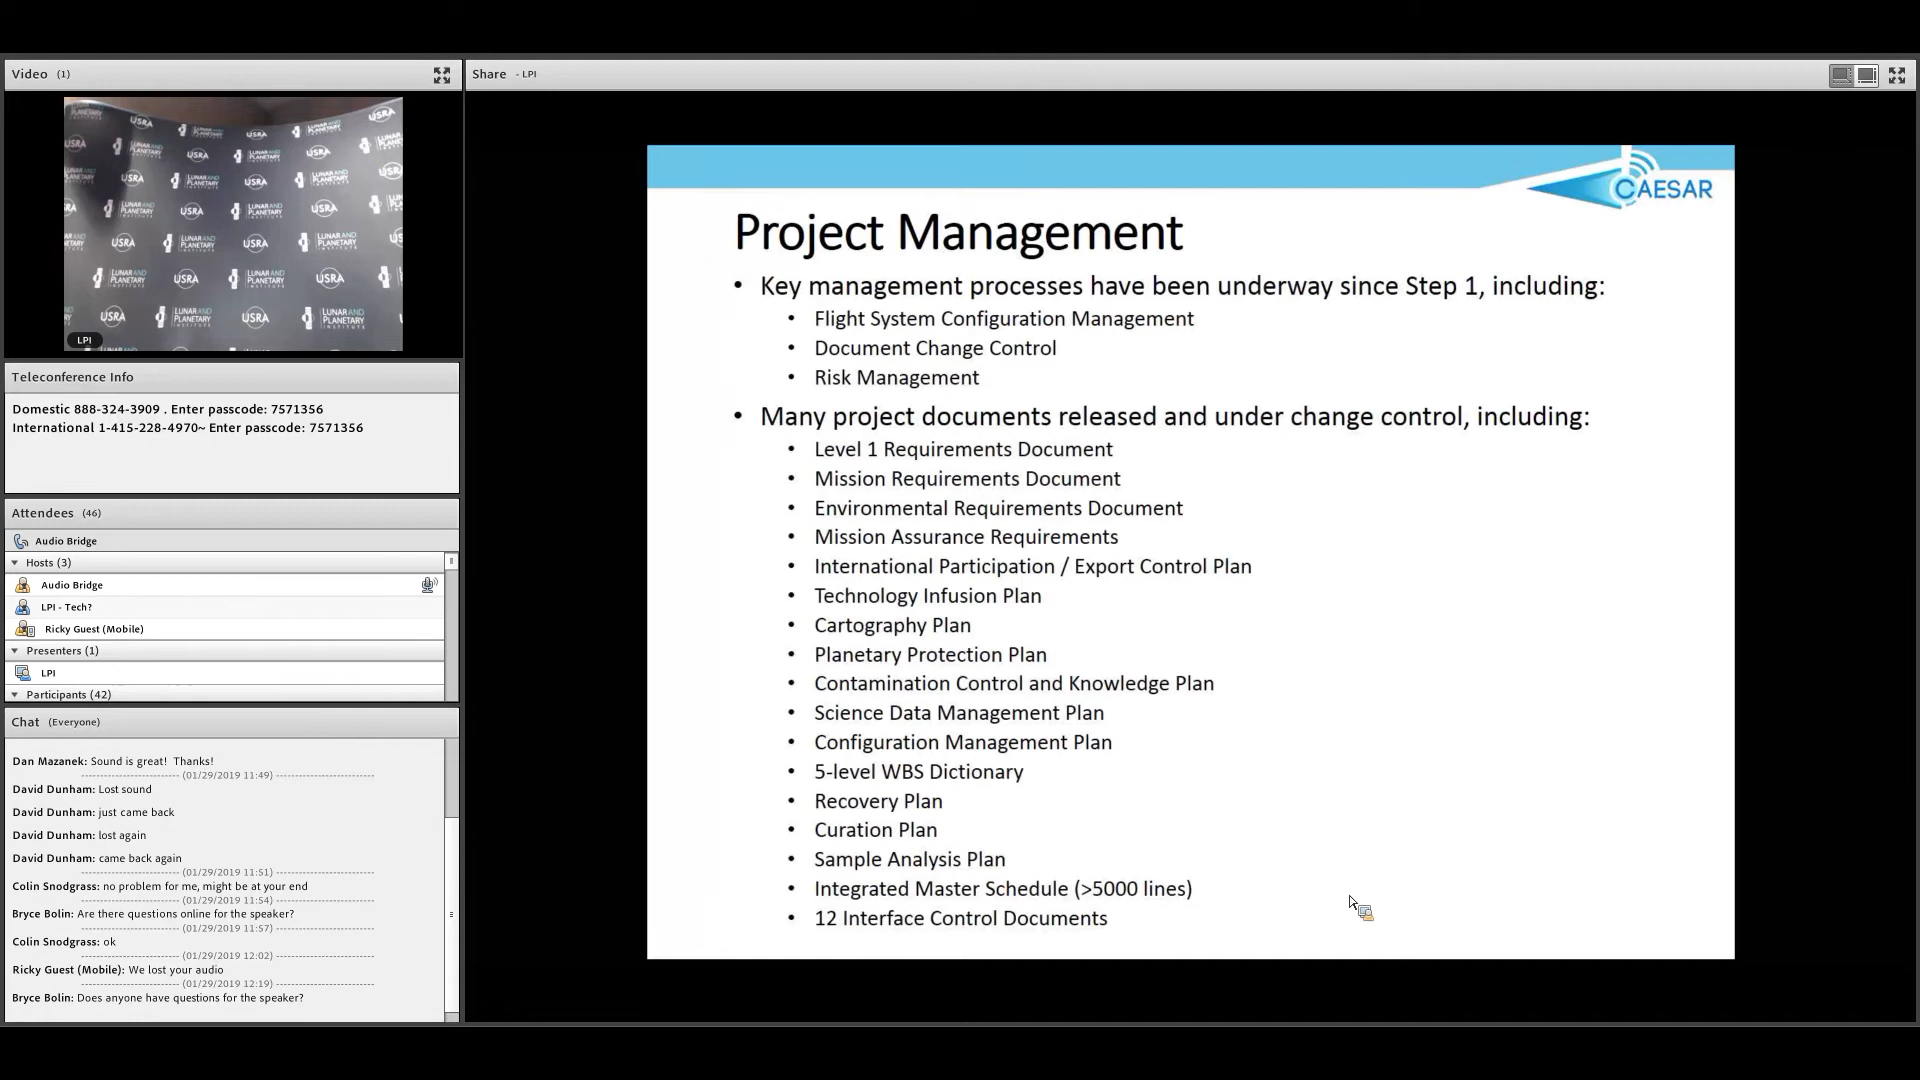 Video (1)
USRA
LUNAR AND PLANETARY INSTITUTE
LPI
Teleconference Info
Domestic 888-324-3909 . Enter passcode: 7571356
International 1-415-228-4970~ Enter passcode: 7571356
Attendees (46)
Audio Bridge
Hosts (3)
Audio Bridge
LPI - Tech?
Ricky Guest (Mobile)
Presenters (1)
LPI
Participants (42)
Chat (Everyone)
Dan Mazanek: Sound is great! Thanks!
------------------------ (01/29/2019 11:49) ------------------------
David Dunham: Lost sound
David Dunham: just came back
David Dunham: lost again
David Dunham: came back again
------------------------ (01/29/2019 11:51) ------------------------
Colin Snodgrass: no problem for me, might be at your end
------------------------ (01/29/2019 11:54) ------------------------
Bryce Bolin: Are there questions online for the speaker?
------------------------ (01/29/2019 11:57) ------------------------
Colin Snodgrass: ok
------------------------ (01/29/2019 12:02) ------------------------
Ricky Guest (Mobile): We lost your audio
------------------------ (01/29/2019 12:19) ------------------------
Bryce Bolin: Does anyone have questions for the speaker?
Share - LPI
CAESAR
Project Management
• Key management processes have been underway since Step 1, including:
• Flight System Configuration Management
• Document Change Control
• Risk Management
• Many project documents released and under change control, including:
• Level 1 Requirements Document
• Mission Requirements Document
• Environmental Requirements Document
• Mission Assurance Requirements
• International Participation / Export Control Plan
• Technology Infusion Plan
• Cartography Plan
• Planetary Protection Plan
• Contamination Control and Knowledge Plan
• Science Data Management Plan
• Configuration Management Plan
• 5-level WBS Dictionary
• Recovery Plan
• Curation Plan
• Sample Analysis Plan
• Integrated Master Schedule (>5000 lines)
• 12 Interface Control Documents